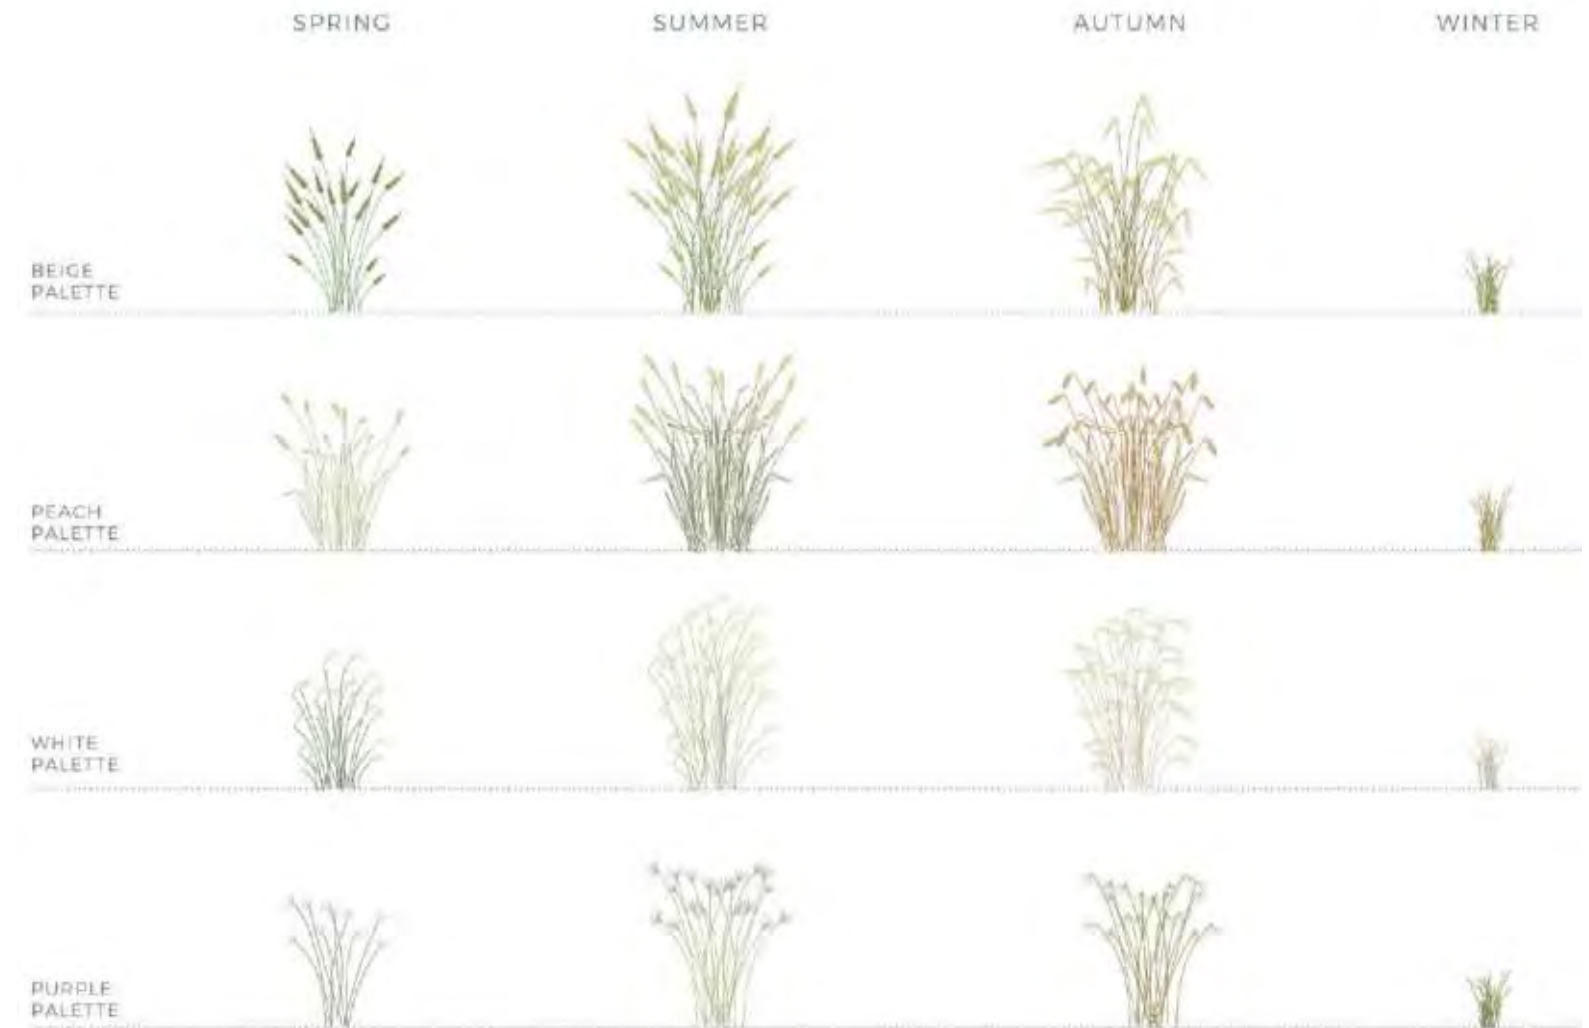 SPRING SUMMER AUTUMN WINTER
BEIGE
PALETTE
PEACH
PALETTE
WHITE
PALETTE
PURPLE
PALETTE